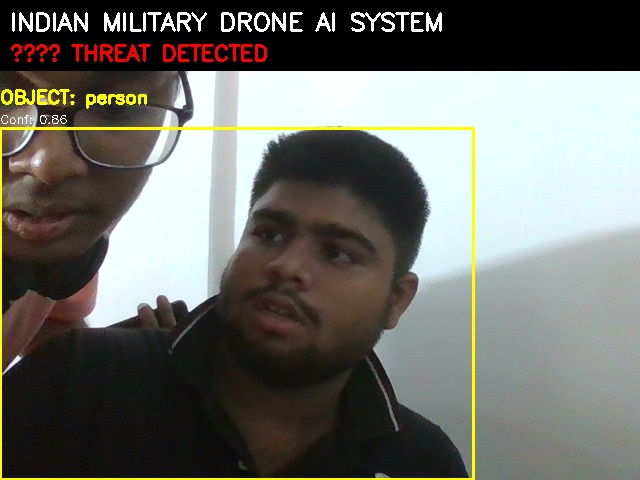 INDIAN MILITARY DRONE AI SYSTEM
???? THREAT DETECTED
OBJECT: person
Conf: 0.86